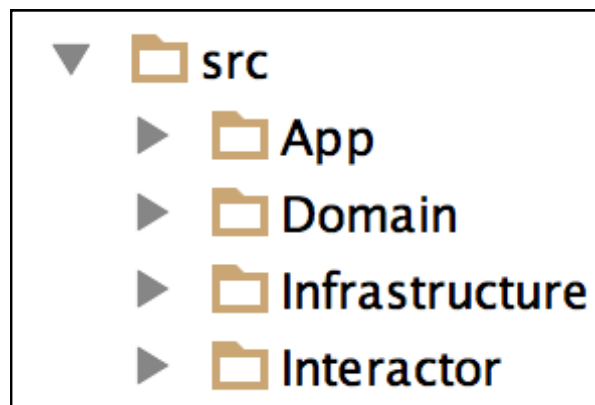 src
App
Domain
Infrastructure
Interactor